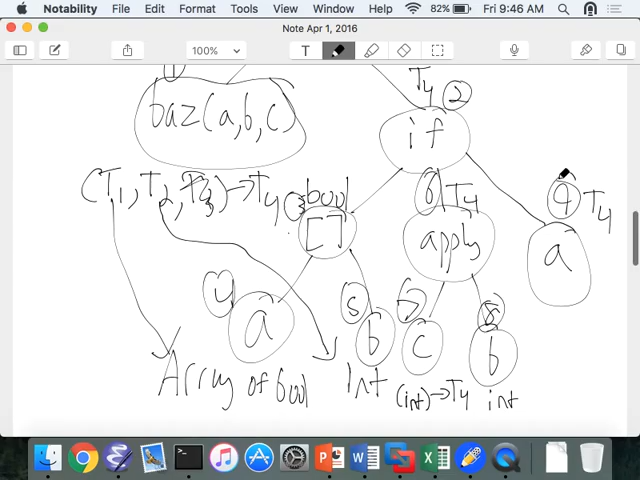 Notability File Edit View Tools Window Help 82% Fri 9:46 AM
Note Apr 1, 2016
100% T
1 T4 2
baz(a,b,c) if
(T1, T2, T3) → T4 3 bool 6 T4 9 T4
[] apply a
4 a 5 b 7 c 8 b
Array of bool Int (int) → T4 int